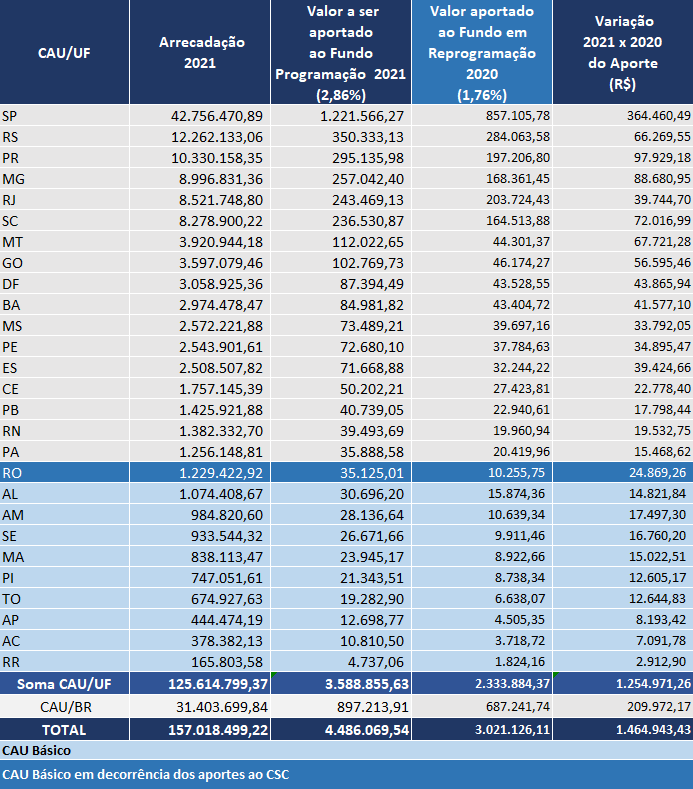 CAU/UF Arrecadação 2021 Valor a ser aportado ao Fundo Programação 2021 (2,86%) Valor aportado ao Fundo em Reprogramação 2020 (1,76%) Variação 2021 x 2020 do Aporte (R$)
SP 42.756.470,89 1.221.566,27 857.105,78 364.460,49
RS 12.262.133,06 350.333,13 284.063,58 66.269,55
PR 10.330.158,35 295.135,98 197.206,80 97.929,18
MG 8.996.831,36 257.042,40 168.361,45 88.680,95
RJ 8.521.748,80 243.469,13 203.724,43 39.744,70
SC 8.278.900,22 236.530,87 164.513,88 72.016,99
MT 3.920.944,18 112.022,65 44.301,37 67.721,28
GO 3.597.079,46 102.769,73 46.174,27 56.595,46
DF 3.058.925,36 87.394,49 43.528,55 43.865,94
BA 2.974.478,47 84.981,82 43.404,72 41.577,10
MS 2.572.221,88 73.489,21 39.697,16 33.792,05
PE 2.543.901,61 72.680,10 37.784,63 34.895,47
ES 2.508.507,82 71.668,88 32.244,22 39.424,66
CE 1.757.145,39 50.202,21 27.423,81 22.778,40
PB 1.425.921,88 40.739,05 22.940,61 17.798,44
RN 1.382.332,70 39.493,69 19.960,94 19.532,75
PA 1.256.148,81 35.888,58 20.419,96 15.468,62
RO 1.229.422,92 35.125,01 10.255,75 24.869,26
AL 1.074.408,67 30.696,20 15.874,36 14.821,84
AM 984.820,60 28.136,64 10.639,34 17.497,30
SE 933.544,32 26.671,66 9.911,46 16.760,20
MA 838.113,47 23.945,17 8.922,66 15.022,51
PI 747.051,61 21.343,51 8.738,34 12.605,17
TO 674.927,63 19.282,90 6.638,07 12.644,83
AP 444.474,19 12.698,77 4.505,35 8.193,42
AC 378.382,13 10.810,50 3.718,72 7.091,78
RR 165.803,58 4.737,06 1.824,16 2.912,90
Soma CAU/UF 125.614.799,37 3.588.855,63 2.333.884,37 1.254.971,26
CAU/BR 31.403.699,84 897.213,91 687.241,74 209.972,17
TOTAL 157.018.499,22 4.486.069,54 3.021.126,11 1.464.943,43
CAU Básico
CAU Básico em decorrência dos aportes ao CSC